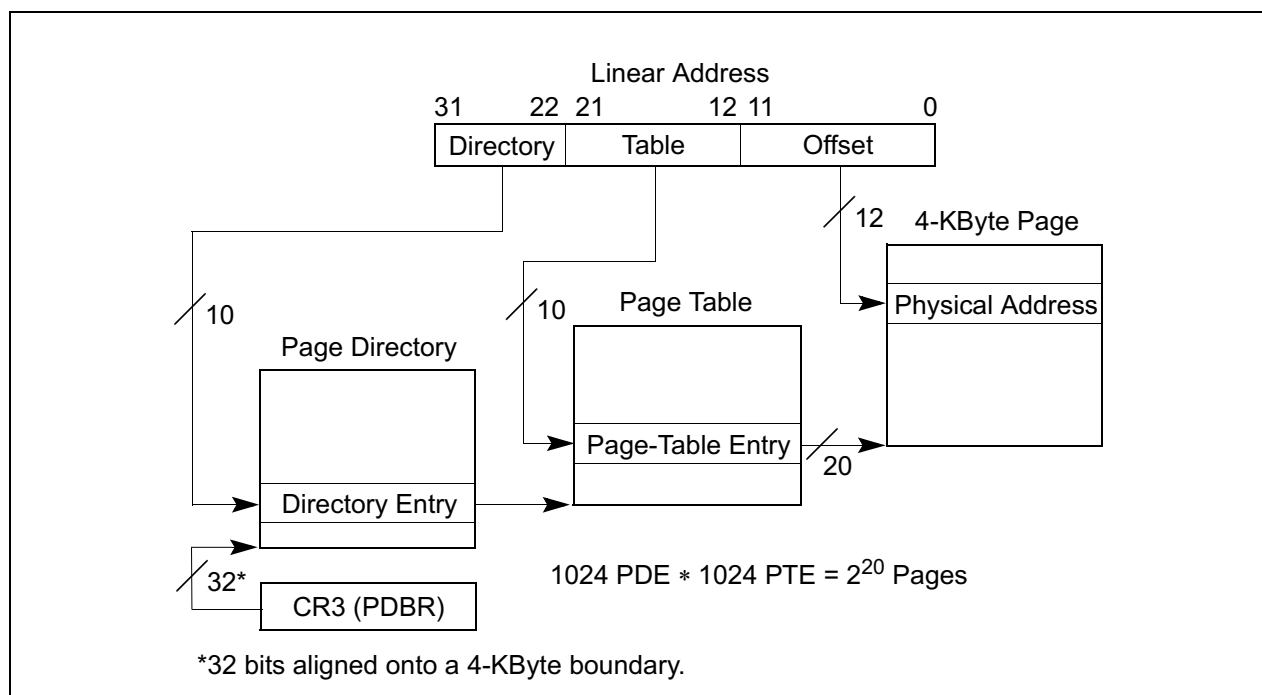 Linear Address
31 22 21 12 11 0
Directory Table Offset
12
4-KByte Page
10
10
Page Table
Physical Address
Page Directory
Page-Table Entry
20
Directory Entry
32*
1024 PDE ∗ 1024 PTE = 2²⁰ Pages
CR3 (PDBR)
*32 bits aligned onto a 4-KByte boundary.